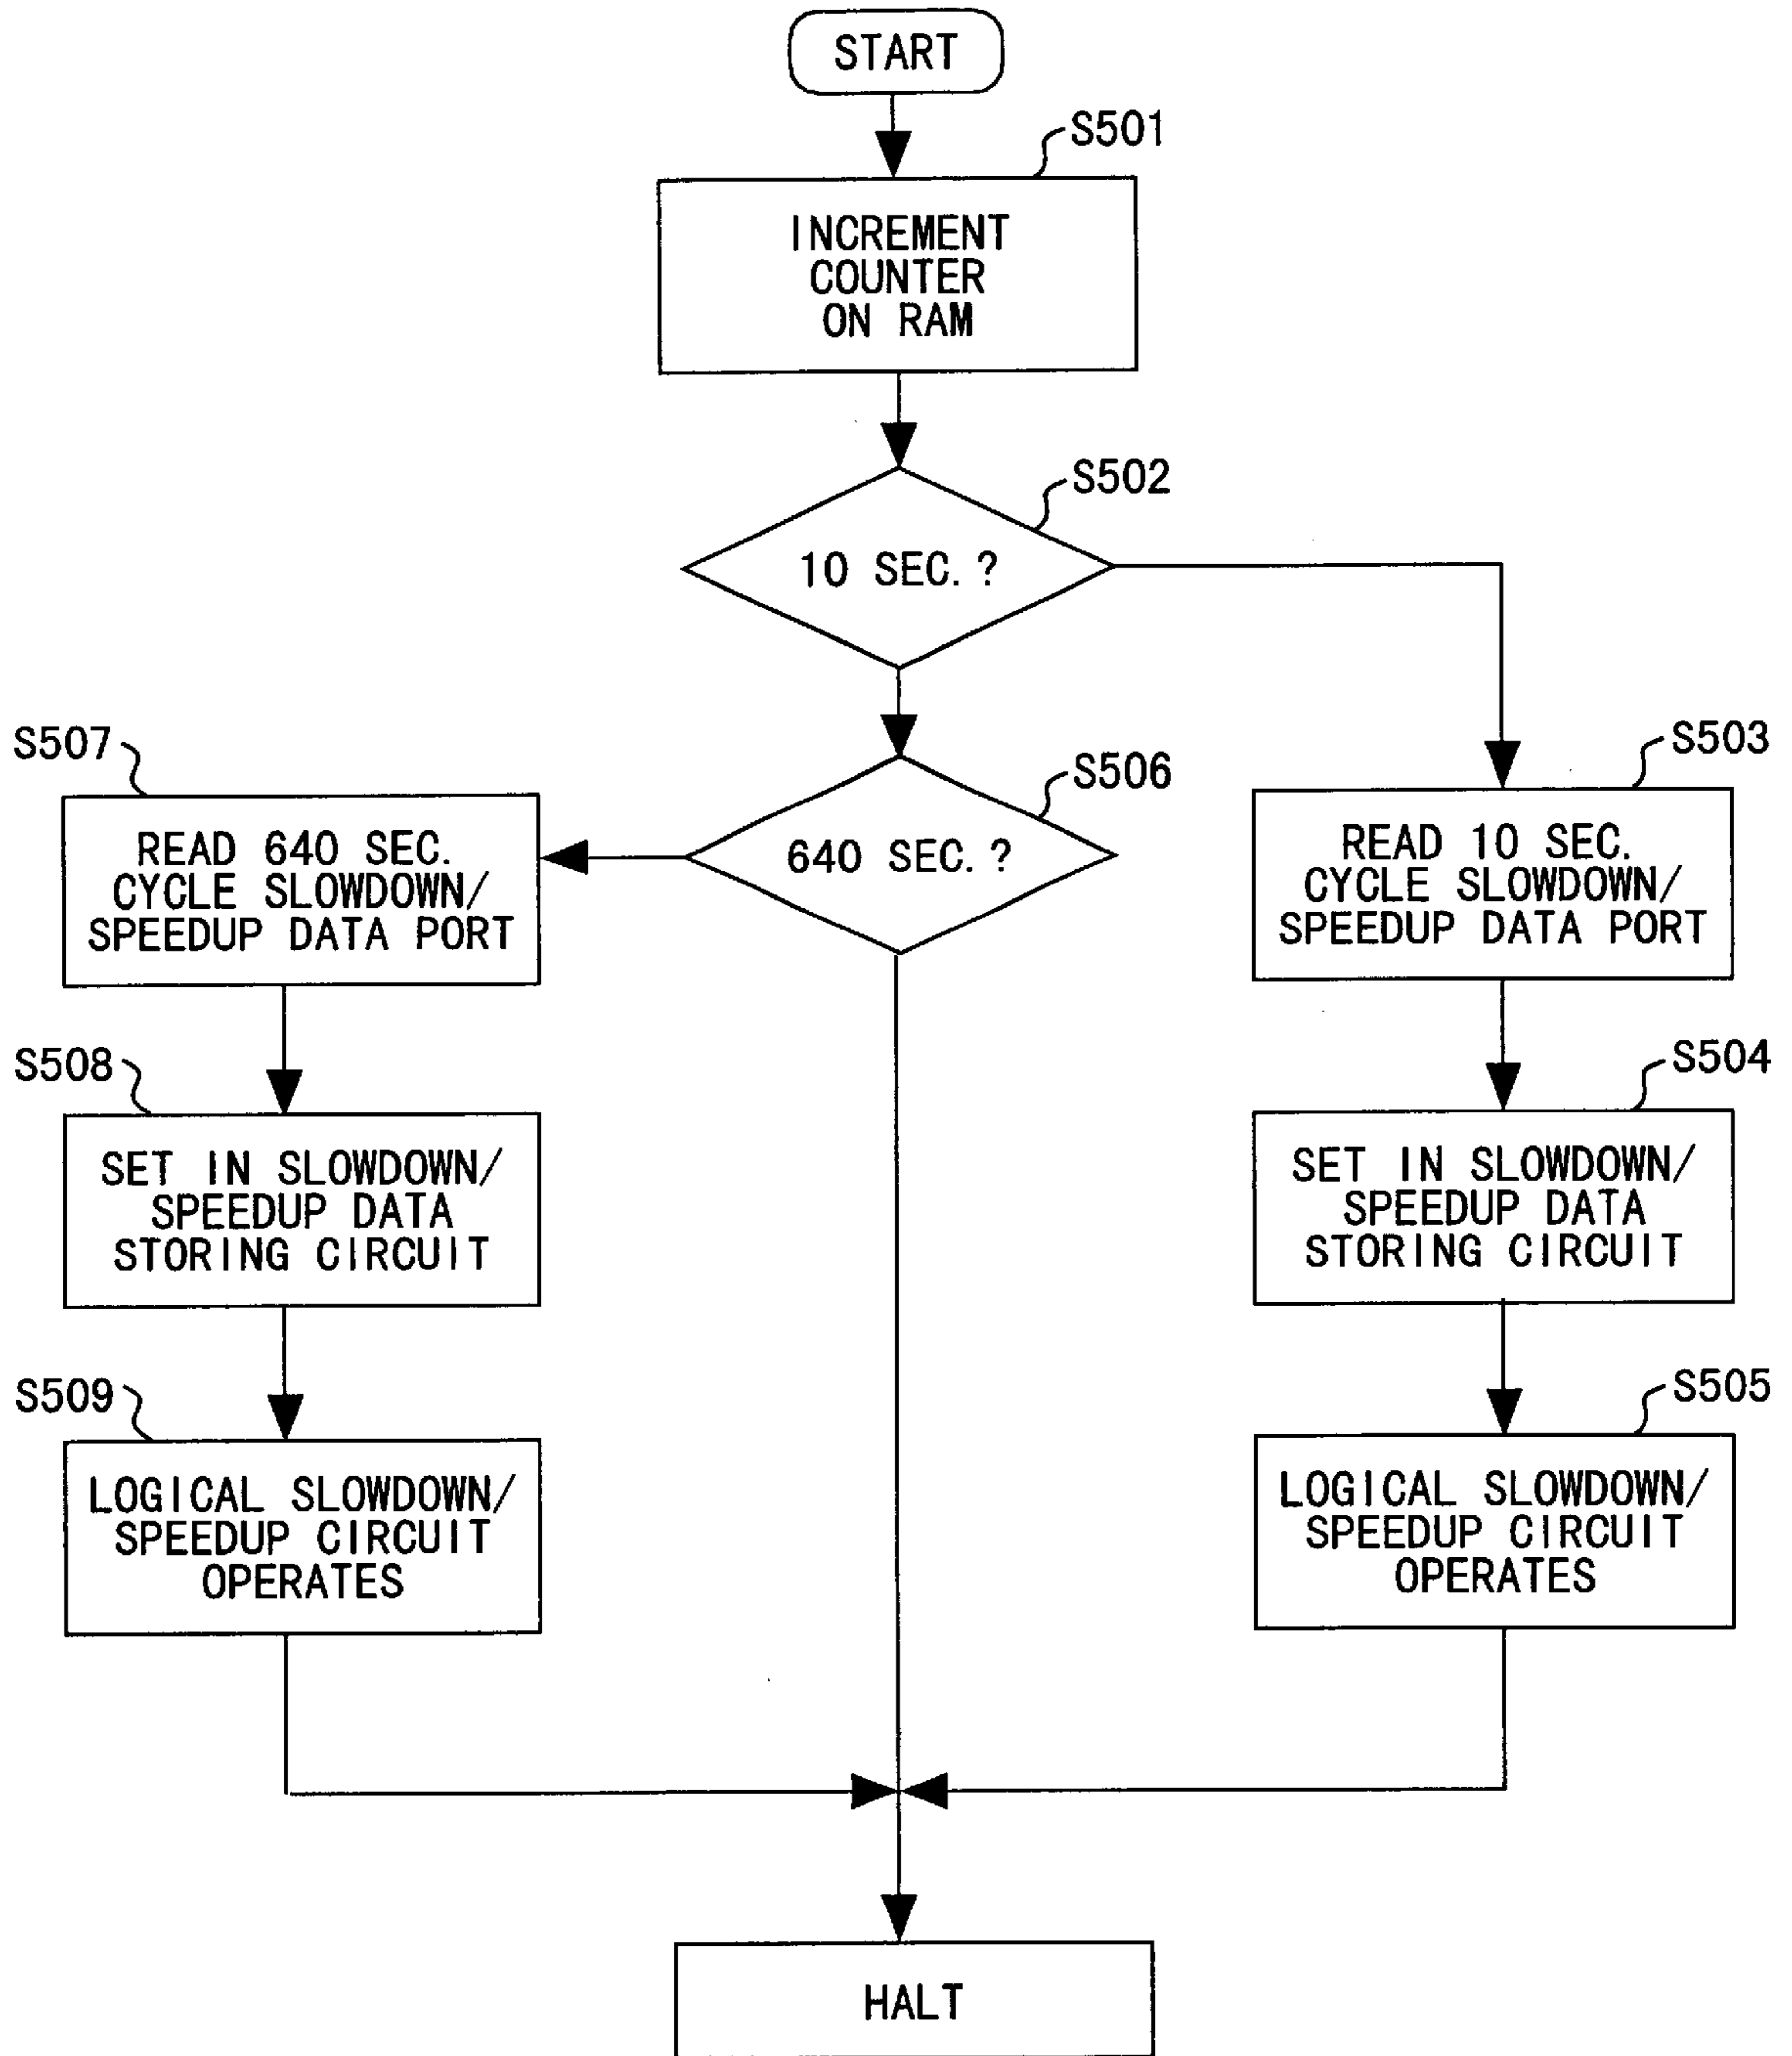 START
S501
INCREMENT
COUNTER
ON RAM
S502
10 SEC.?
S503
READ 10 SEC.
CYCLE SLOWDOWN/
SPEEDUP DATA PORT
S506
640 SEC.?
S507
READ 640 SEC.
CYCLE SLOWDOWN/
SPEEDUP DATA PORT
S504
SET IN SLOWDOWN/
SPEEDUP DATA
STORING CIRCUIT
S508
SET IN SLOWDOWN/
SPEEDUP DATA
STORING CIRCUIT
S505
LOGICAL SLOWDOWN/
SPEEDUP CIRCUIT
OPERATES
S509
LOGICAL SLOWDOWN/
SPEEDUP CIRCUIT
OPERATES
HALT